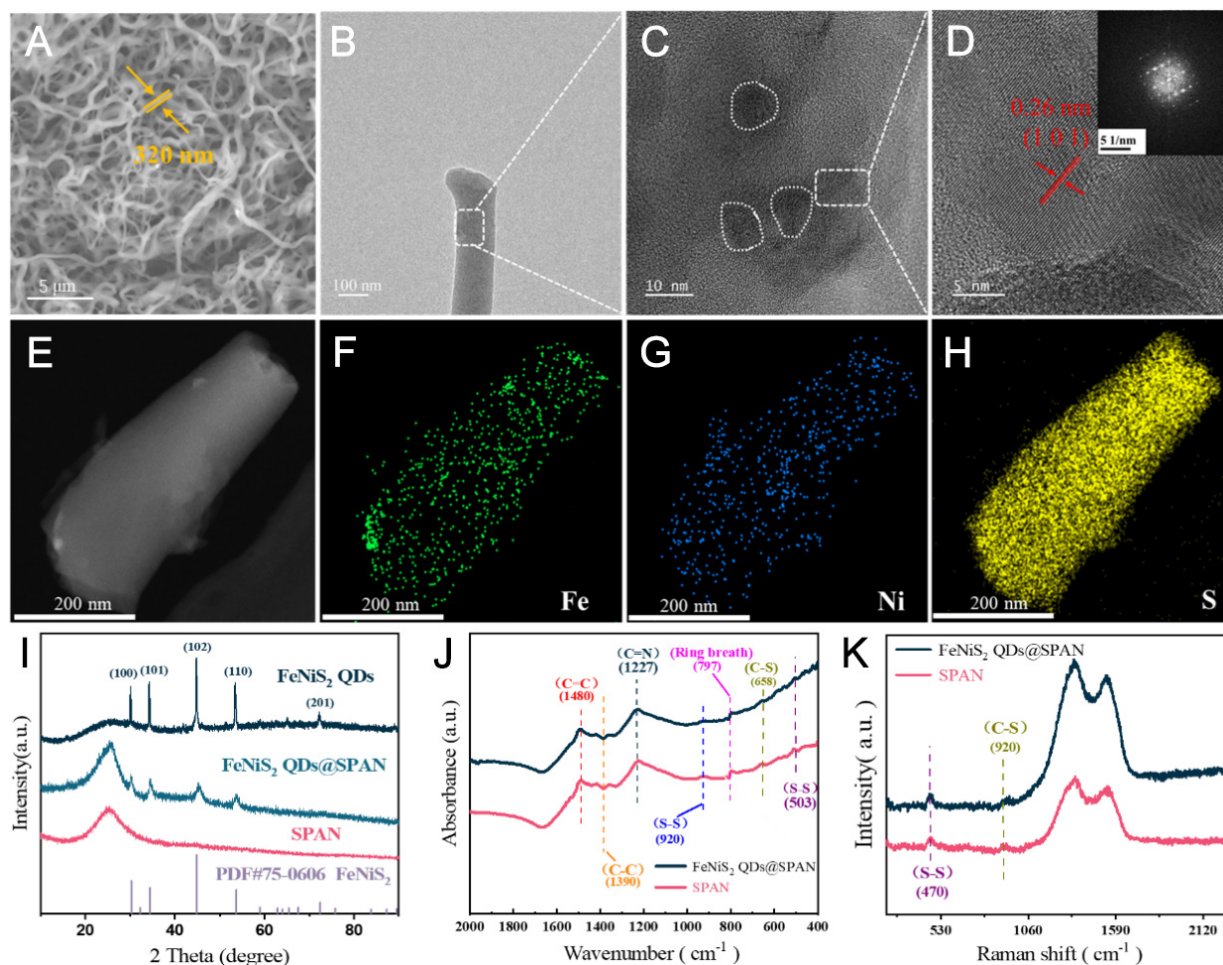 A
320 nm
5 μm
B
100 nm
C
10 nm
D
0.26 nm
(1 0 1)
5 1/nm
5 nm
E
200 nm
F
200 nm
Fe
G
200 nm
Ni
H
200 nm
S
I
(100)
(101)
(102)
(110)
(201)
FeNiS2 QDs
FeNiS2 QDs@SPAN
SPAN
PDF#75-0606 FeNiS2
Intensity(a.u.)
20 40 60 80
2 Theta (degree)
J
(C=C)
(1480)
(C=N)
(1227)
(Ring breath)
(797)
(C-S)
(658)
(S-S)
(503)
(S-S)
(920)
(C-C)
(1390)
FeNiS2 QDs@SPAN
SPAN
Absorbance (a.u.)
2000 1800 1600 1400 1200 1000 800 600 400
Wavenumber ( cm-1 )
K
FeNiS2 QDs@SPAN
SPAN
(C-S)
(920)
(S-S)
(470)
Intensity( a.u.)
530 1060 1590 2120
Raman shift ( cm-1 )